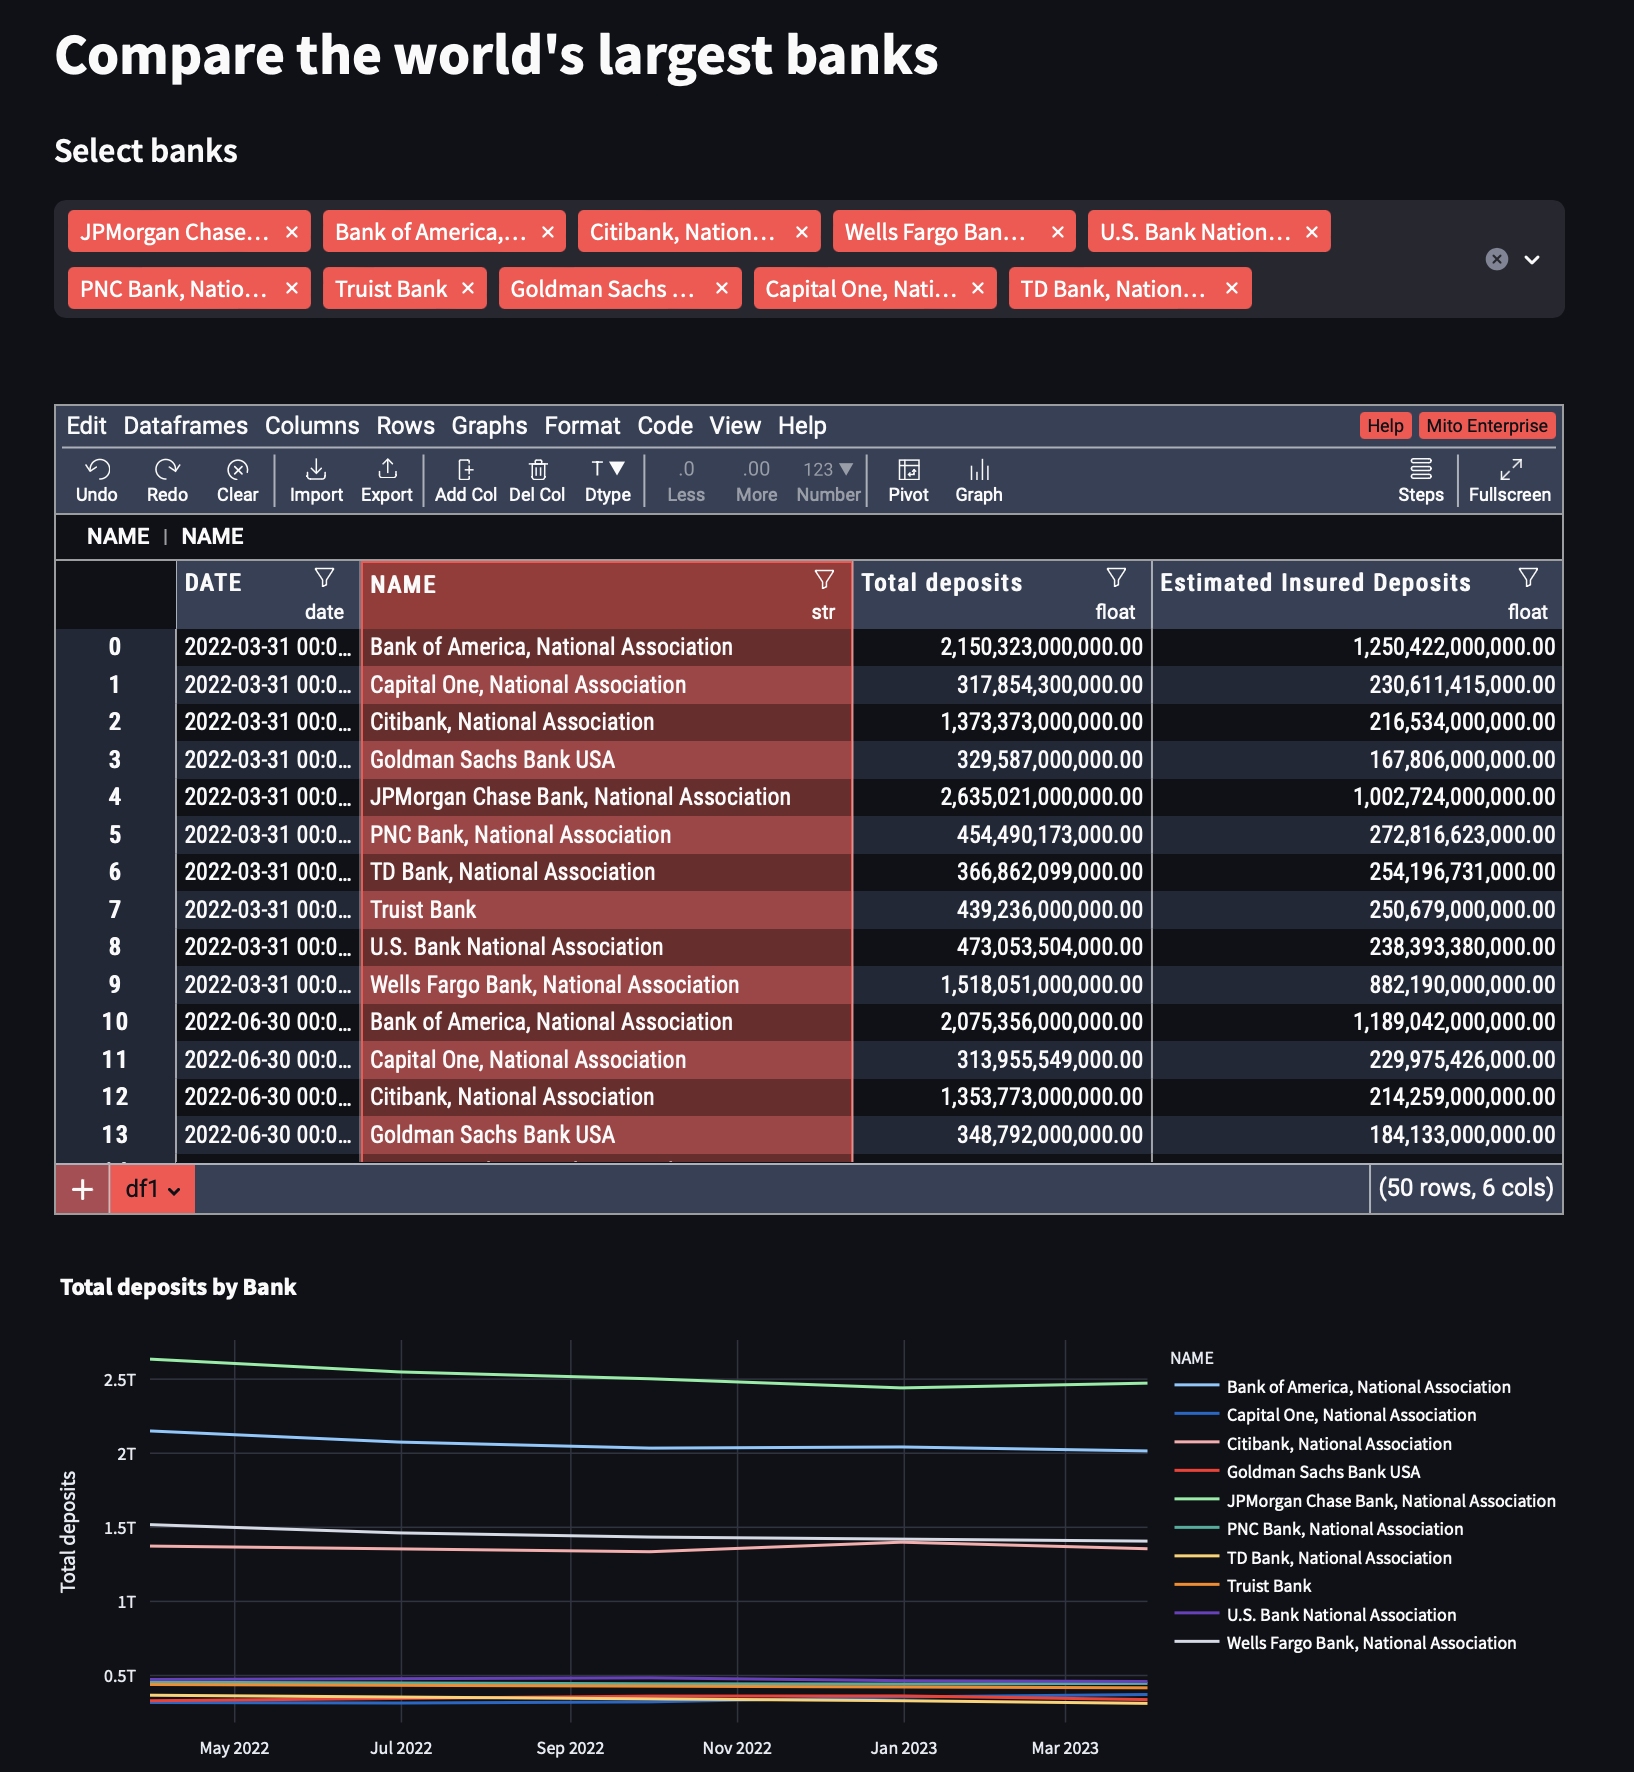 Compare the world's largest banks
Select banks
JPMorgan Chase... × Bank of America,... × Citibank, Nation... × Wells Fargo Ban... × U.S. Bank Nation... ×
PNC Bank, Natio... × Truist Bank × Goldman Sachs ... × Capital One, Nati... × TD Bank, Nation... ×
Edit Dataframes Columns Rows Graphs Format Code View Help Help Mito Enterprise
T .0 .00 123
Undo Redo Clear Import Export Add Col Del Col Dtype Less More Number Pivot Graph Steps Fullscreen
NAME | NAME
DATE NAME Total deposits Estimated Insured Deposits
date str float float
0 2022-03-31 00:0... Bank of America, National Association 2,150,323,000,000.00 1,250,422,000,000.00
1 2022-03-31 00:0... Capital One, National Association 317,854,300,000.00 230,611,415,000.00
2 2022-03-31 00:0... Citibank, National Association 1,373,373,000,000.00 216,534,000,000.00
3 2022-03-31 00:0... Goldman Sachs Bank USA 329,587,000,000.00 167,806,000,000.00
4 2022-03-31 00:0... JPMorgan Chase Bank, National Association 2,635,021,000,000.00 1,002,724,000,000.00
5 2022-03-31 00:0... PNC Bank, National Association 454,490,173,000.00 272,816,623,000.00
6 2022-03-31 00:0... TD Bank, National Association 366,862,099,000.00 254,196,731,000.00
7 2022-03-31 00:0... Truist Bank 439,236,000,000.00 250,679,000,000.00
8 2022-03-31 00:0... U.S. Bank National Association 473,053,504,000.00 238,393,380,000.00
9 2022-03-31 00:0... Wells Fargo Bank, National Association 1,518,051,000,000.00 882,190,000,000.00
10 2022-06-30 00:0... Bank of America, National Association 2,075,356,000,000.00 1,189,042,000,000.00
11 2022-06-30 00:0... Capital One, National Association 313,955,549,000.00 229,975,426,000.00
12 2022-06-30 00:0... Citibank, National Association 1,353,773,000,000.00 214,259,000,000.00
13 2022-06-30 00:0... Goldman Sachs Bank USA 348,792,000,000.00 184,133,000,000.00
+ df1 (50 rows, 6 cols)
Total deposits by Bank
Total deposits
2.5T
2T
1.5T
1T
0.5T
May 2022 Jul 2022 Sep 2022 Nov 2022 Jan 2023 Mar 2023
NAME
Bank of America, National Association
Capital One, National Association
Citibank, National Association
Goldman Sachs Bank USA
JPMorgan Chase Bank, National Association
PNC Bank, National Association
TD Bank, National Association
Truist Bank
U.S. Bank National Association
Wells Fargo Bank, National Association